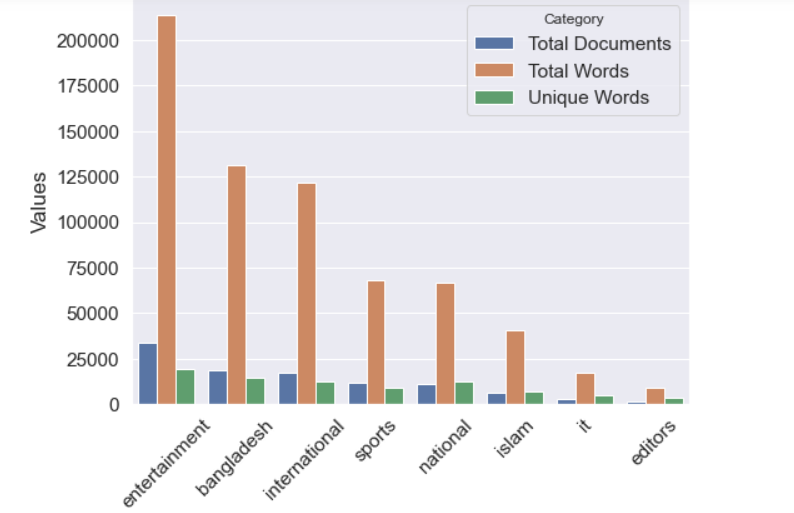 Category
Total Documents
Total Words
Unique Words
200000
175000
150000
125000
100000
75000
50000
25000
0
Values
entertainment
bangladesh
international
sports
national
islam
it
editors